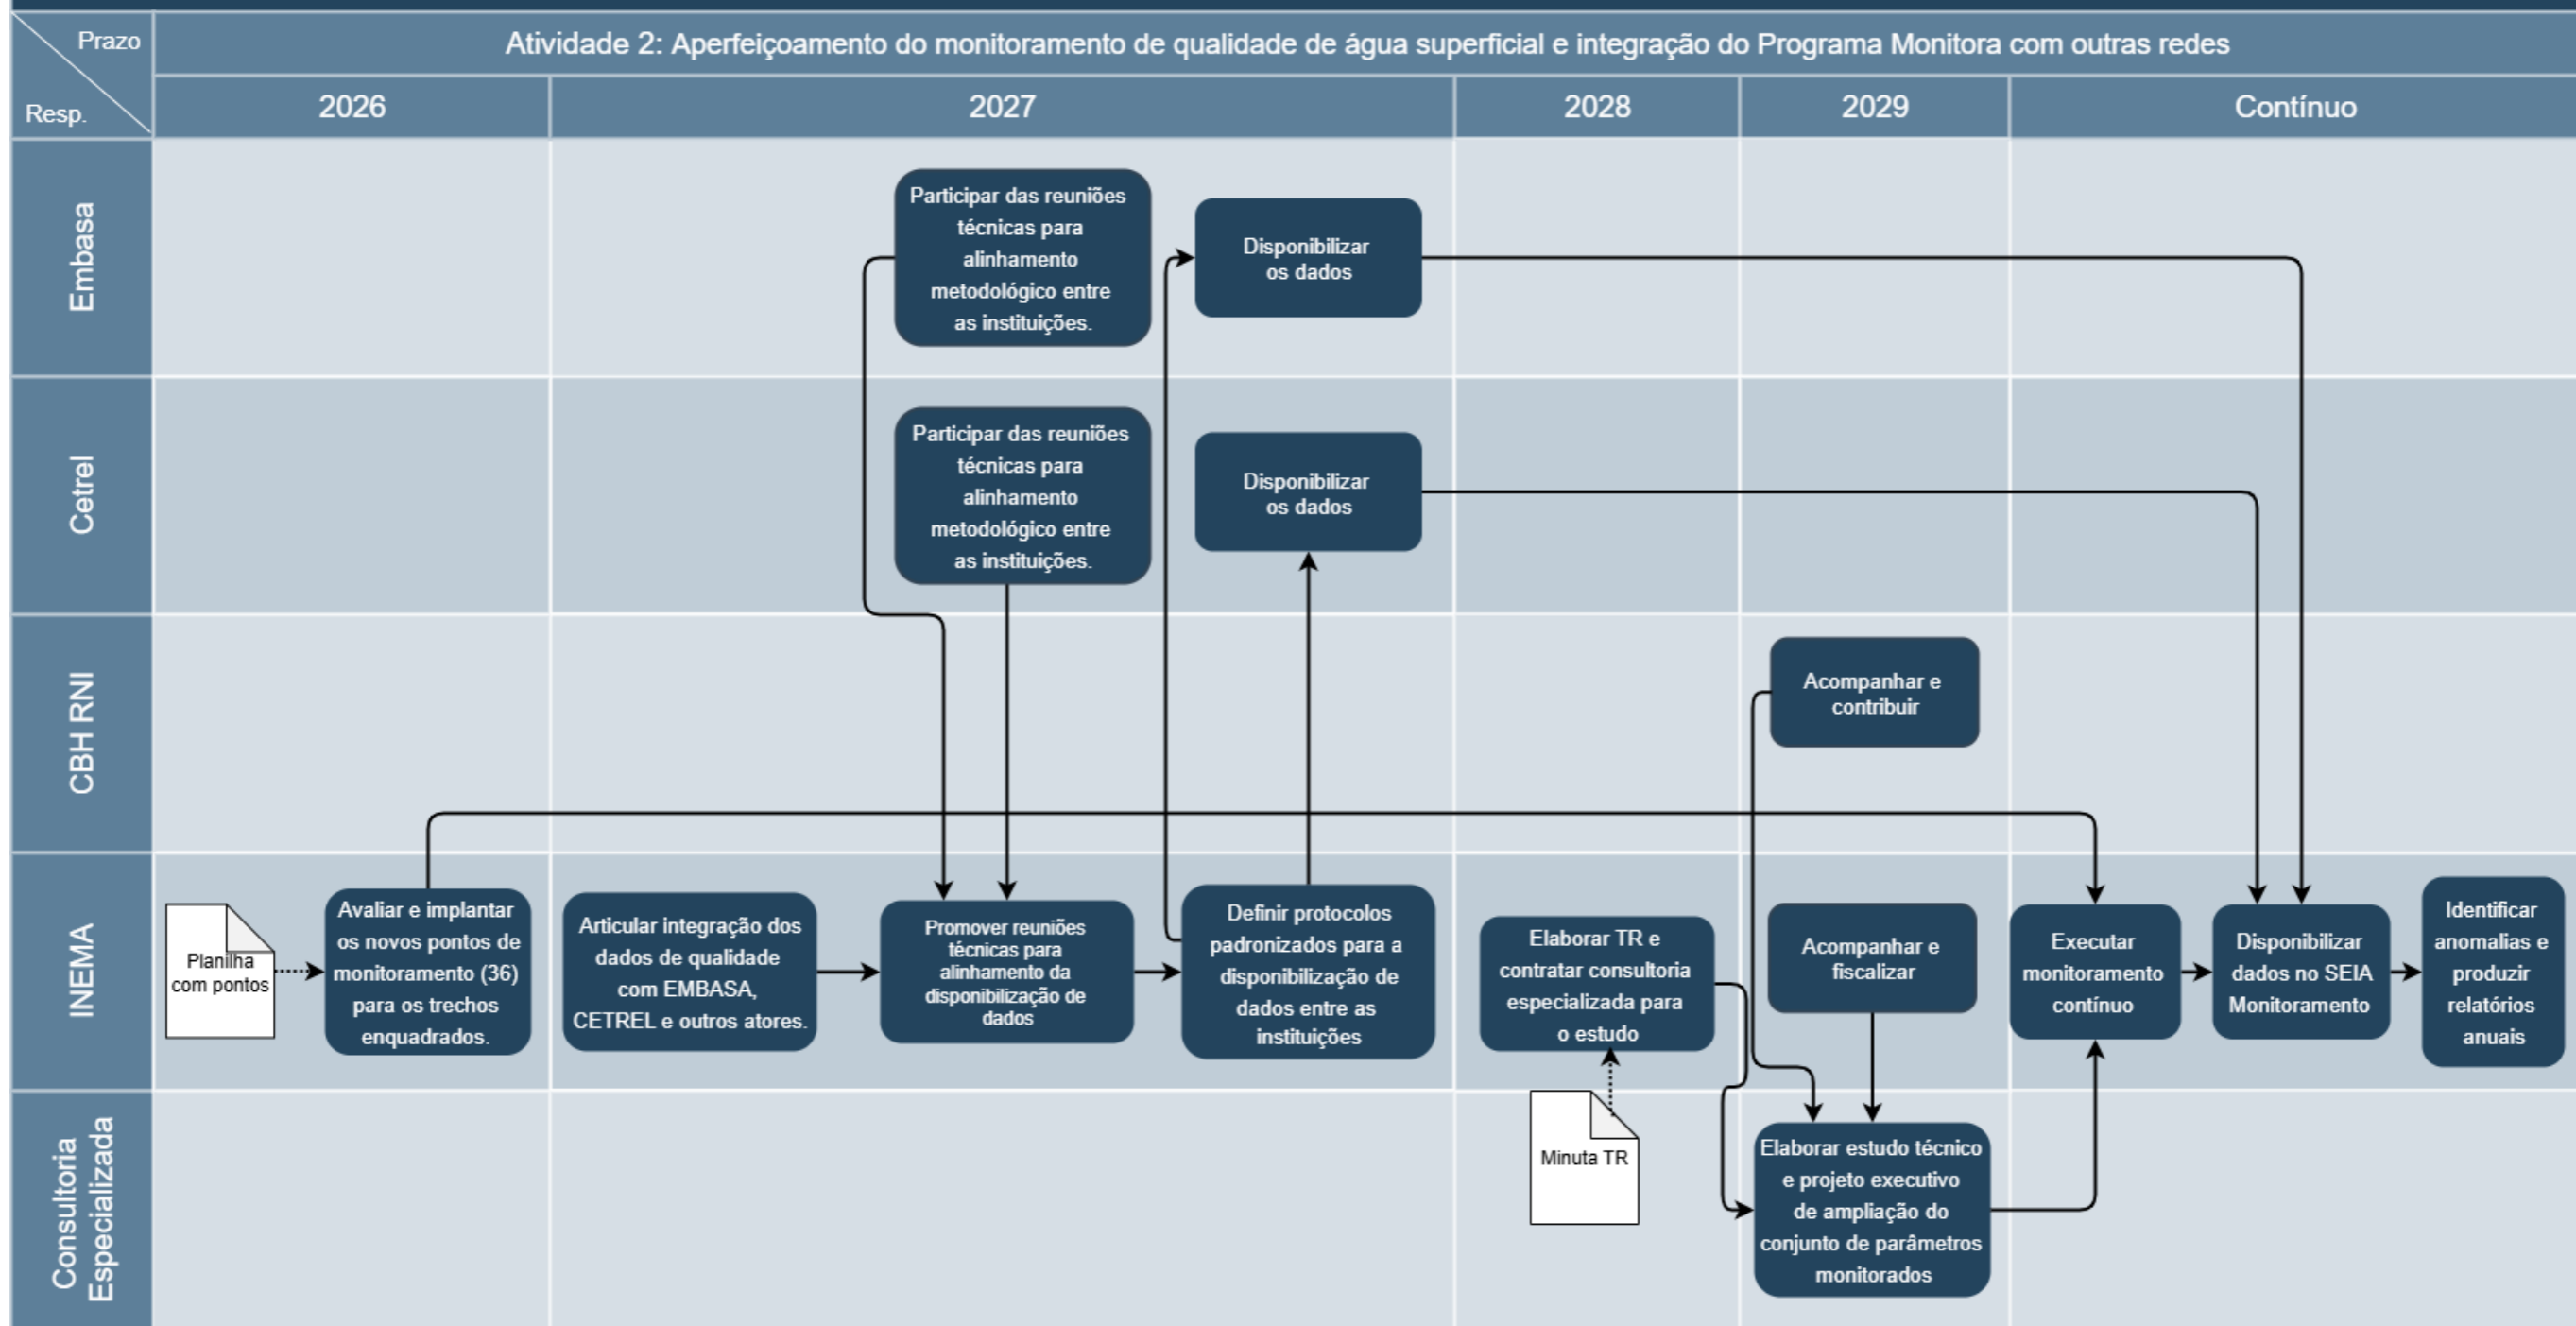 Prazo
Resp.
Atividade 2: Aperfeiçoamento do monitoramento de qualidade de água superficial e integração do Programa Monitora com outras redes
2026
2027
2028
2029
Contínuo
Embasa
Participar das reuniões
técnicas para
alinhamento
metodológico entre
as instituições.
Disponibilizar
os dados
Cetrel
Participar das reuniões
técnicas para
alinhamento
metodológico entre
as instituições.
Disponibilizar
os dados
CBH RNI
Acompanhar e
contribuir
INEMA
Planilha
com pontos
Avaliar e implantar
os novos pontos de
monitoramento (36)
para os trechos
enquadrados.
Articular integração dos
dados de qualidade
com EMBASA,
CETREL e outros atores.
Promover reuniões
técnicas para
alinhamento da
disponibilização de
dados
Definir protocolos
padronizados para a
disponibilização de
dados entre as
instituições
Elaborar TR e
contratar consultoria
especializada para
o estudo
Acompanhar e
fiscalizar
Executar
monitoramento
contínuo
Disponibilizar
dados no SEIA
Monitoramento
Identificar
anomalias e
produzir
relatórios
anuais
Consultoria
Especializada
Minuta TR
Elaborar estudo técnico
e projeto executivo
de ampliação do
conjunto de parâmetros
monitorados